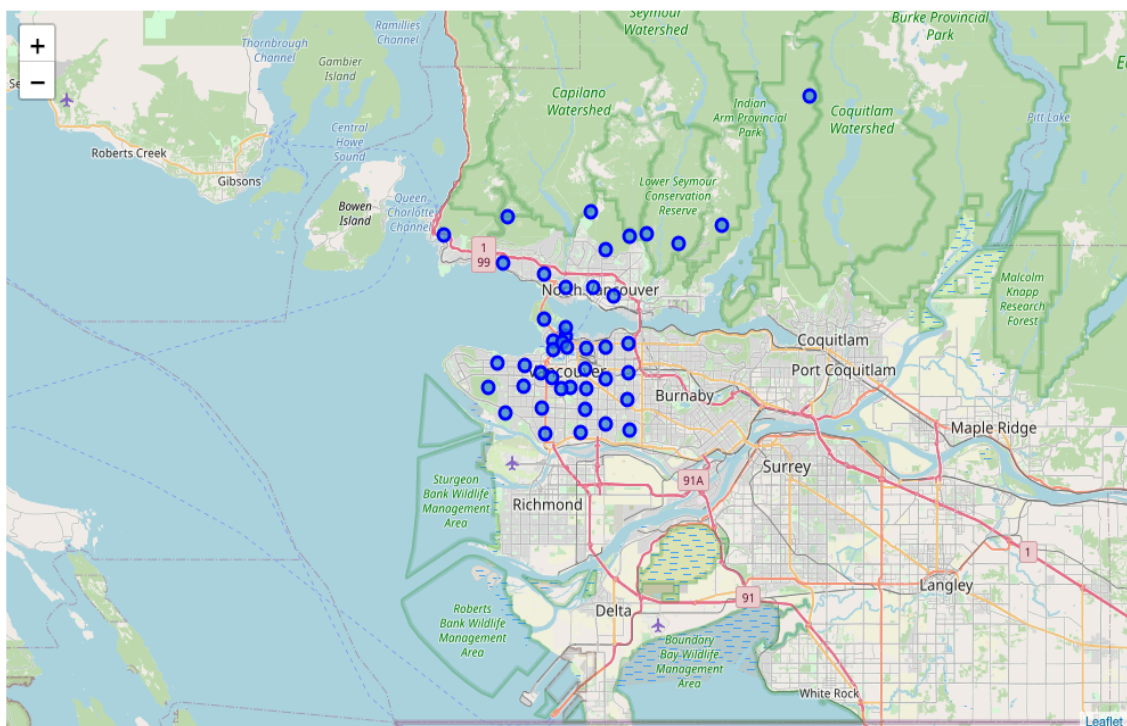 +
−
Ramillies
Channel
Thornbrough
Channel
Gambier
Island
Seymour
Watershed
Burke Provincial
Park
Capilano
Watershed
Indian
Arm Provincial
Park
Coquitlam
Watershed
Pitt Lake
Roberts Creek
Gibsons
Central
Howe
Sound
Bowen
Island
Queen
Charlotte
Channel
Lower Seymour
Conservation
Reserve
1
99
North Vancouver
Malcolm
Knapp
Research
Forest
Coquitlam
Port Coquitlam
Vancouver
Burnaby
Maple Ridge
Surrey
Sturgeon
Bank Wildlife
Management
Area
Richmond
91A
1
Langley
91
Delta
Roberts
Bank Wildlife
Management
Area
Boundary
Bay Wildlife
Management
Area
White Rock
Leaflet